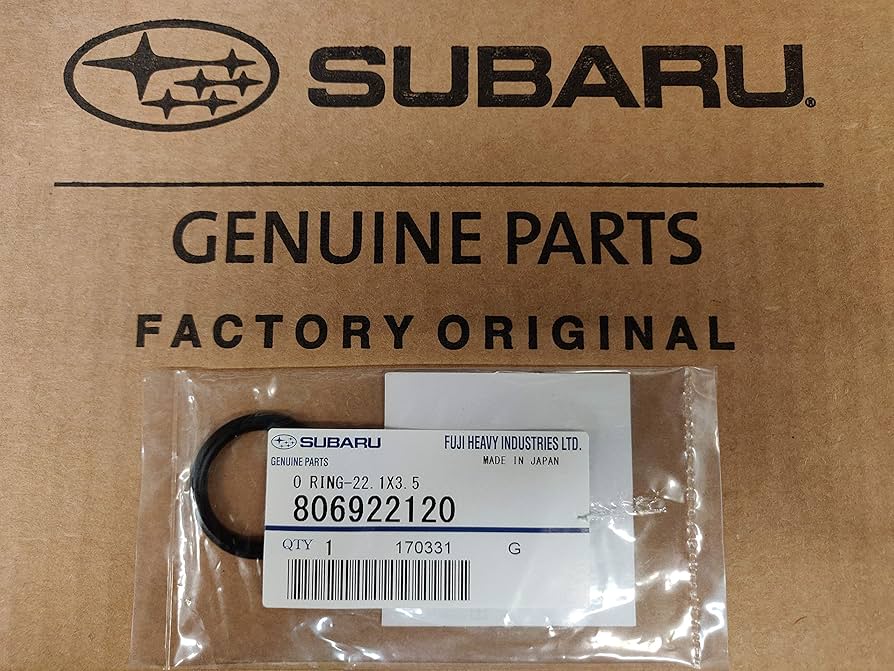 SUBARU®
GENUINE PARTS
FACTORY ORIGINAL
SUBARU FUJI HEAVY INDUSTRIES LTD.
GENUINE PARTS MADE IN JAPAN
O RING-22.1X3.5
806922120
QTY 1 170331 G